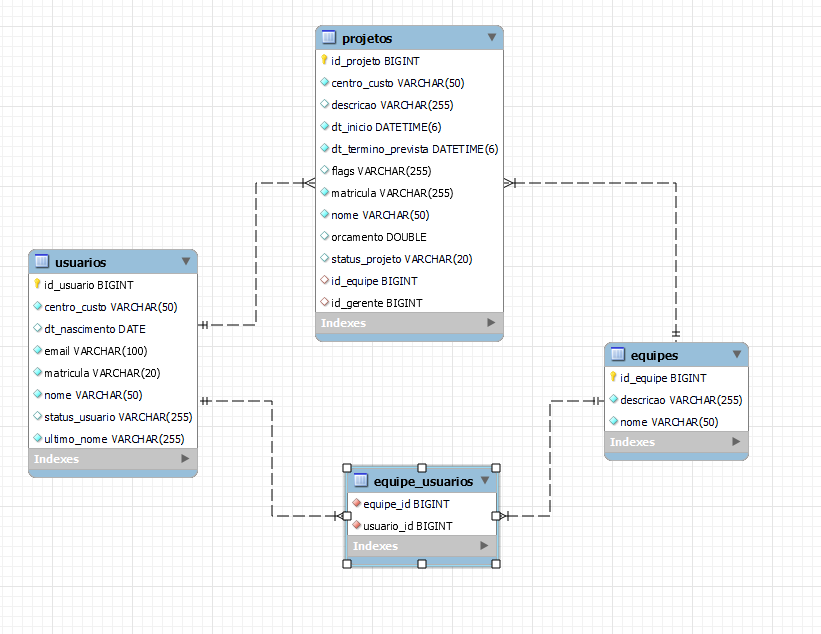 projetos
id_projeto BIGINT
centro_custo VARCHAR(50)
descricao VARCHAR(255)
dt_inicio DATETIME(6)
dt_termino_prevista DATETIME(6)
flags VARCHAR(255)
matricula VARCHAR(255)
nome VARCHAR(50)
orcamento DOUBLE
status_projeto VARCHAR(20)
id_equipe BIGINT
id_gerente BIGINT
Indexes
usuarios
id_usuario BIGINT
centro_custo VARCHAR(50)
dt_nascimento DATE
email VARCHAR(100)
matricula VARCHAR(20)
nome VARCHAR(50)
status_usuario VARCHAR(255)
ultimo_nome VARCHAR(255)
Indexes
equipes
id_equipe BIGINT
descricao VARCHAR(255)
nome VARCHAR(50)
Indexes
equipe_usuarios
equipe_id BIGINT
usuario_id BIGINT
Indexes